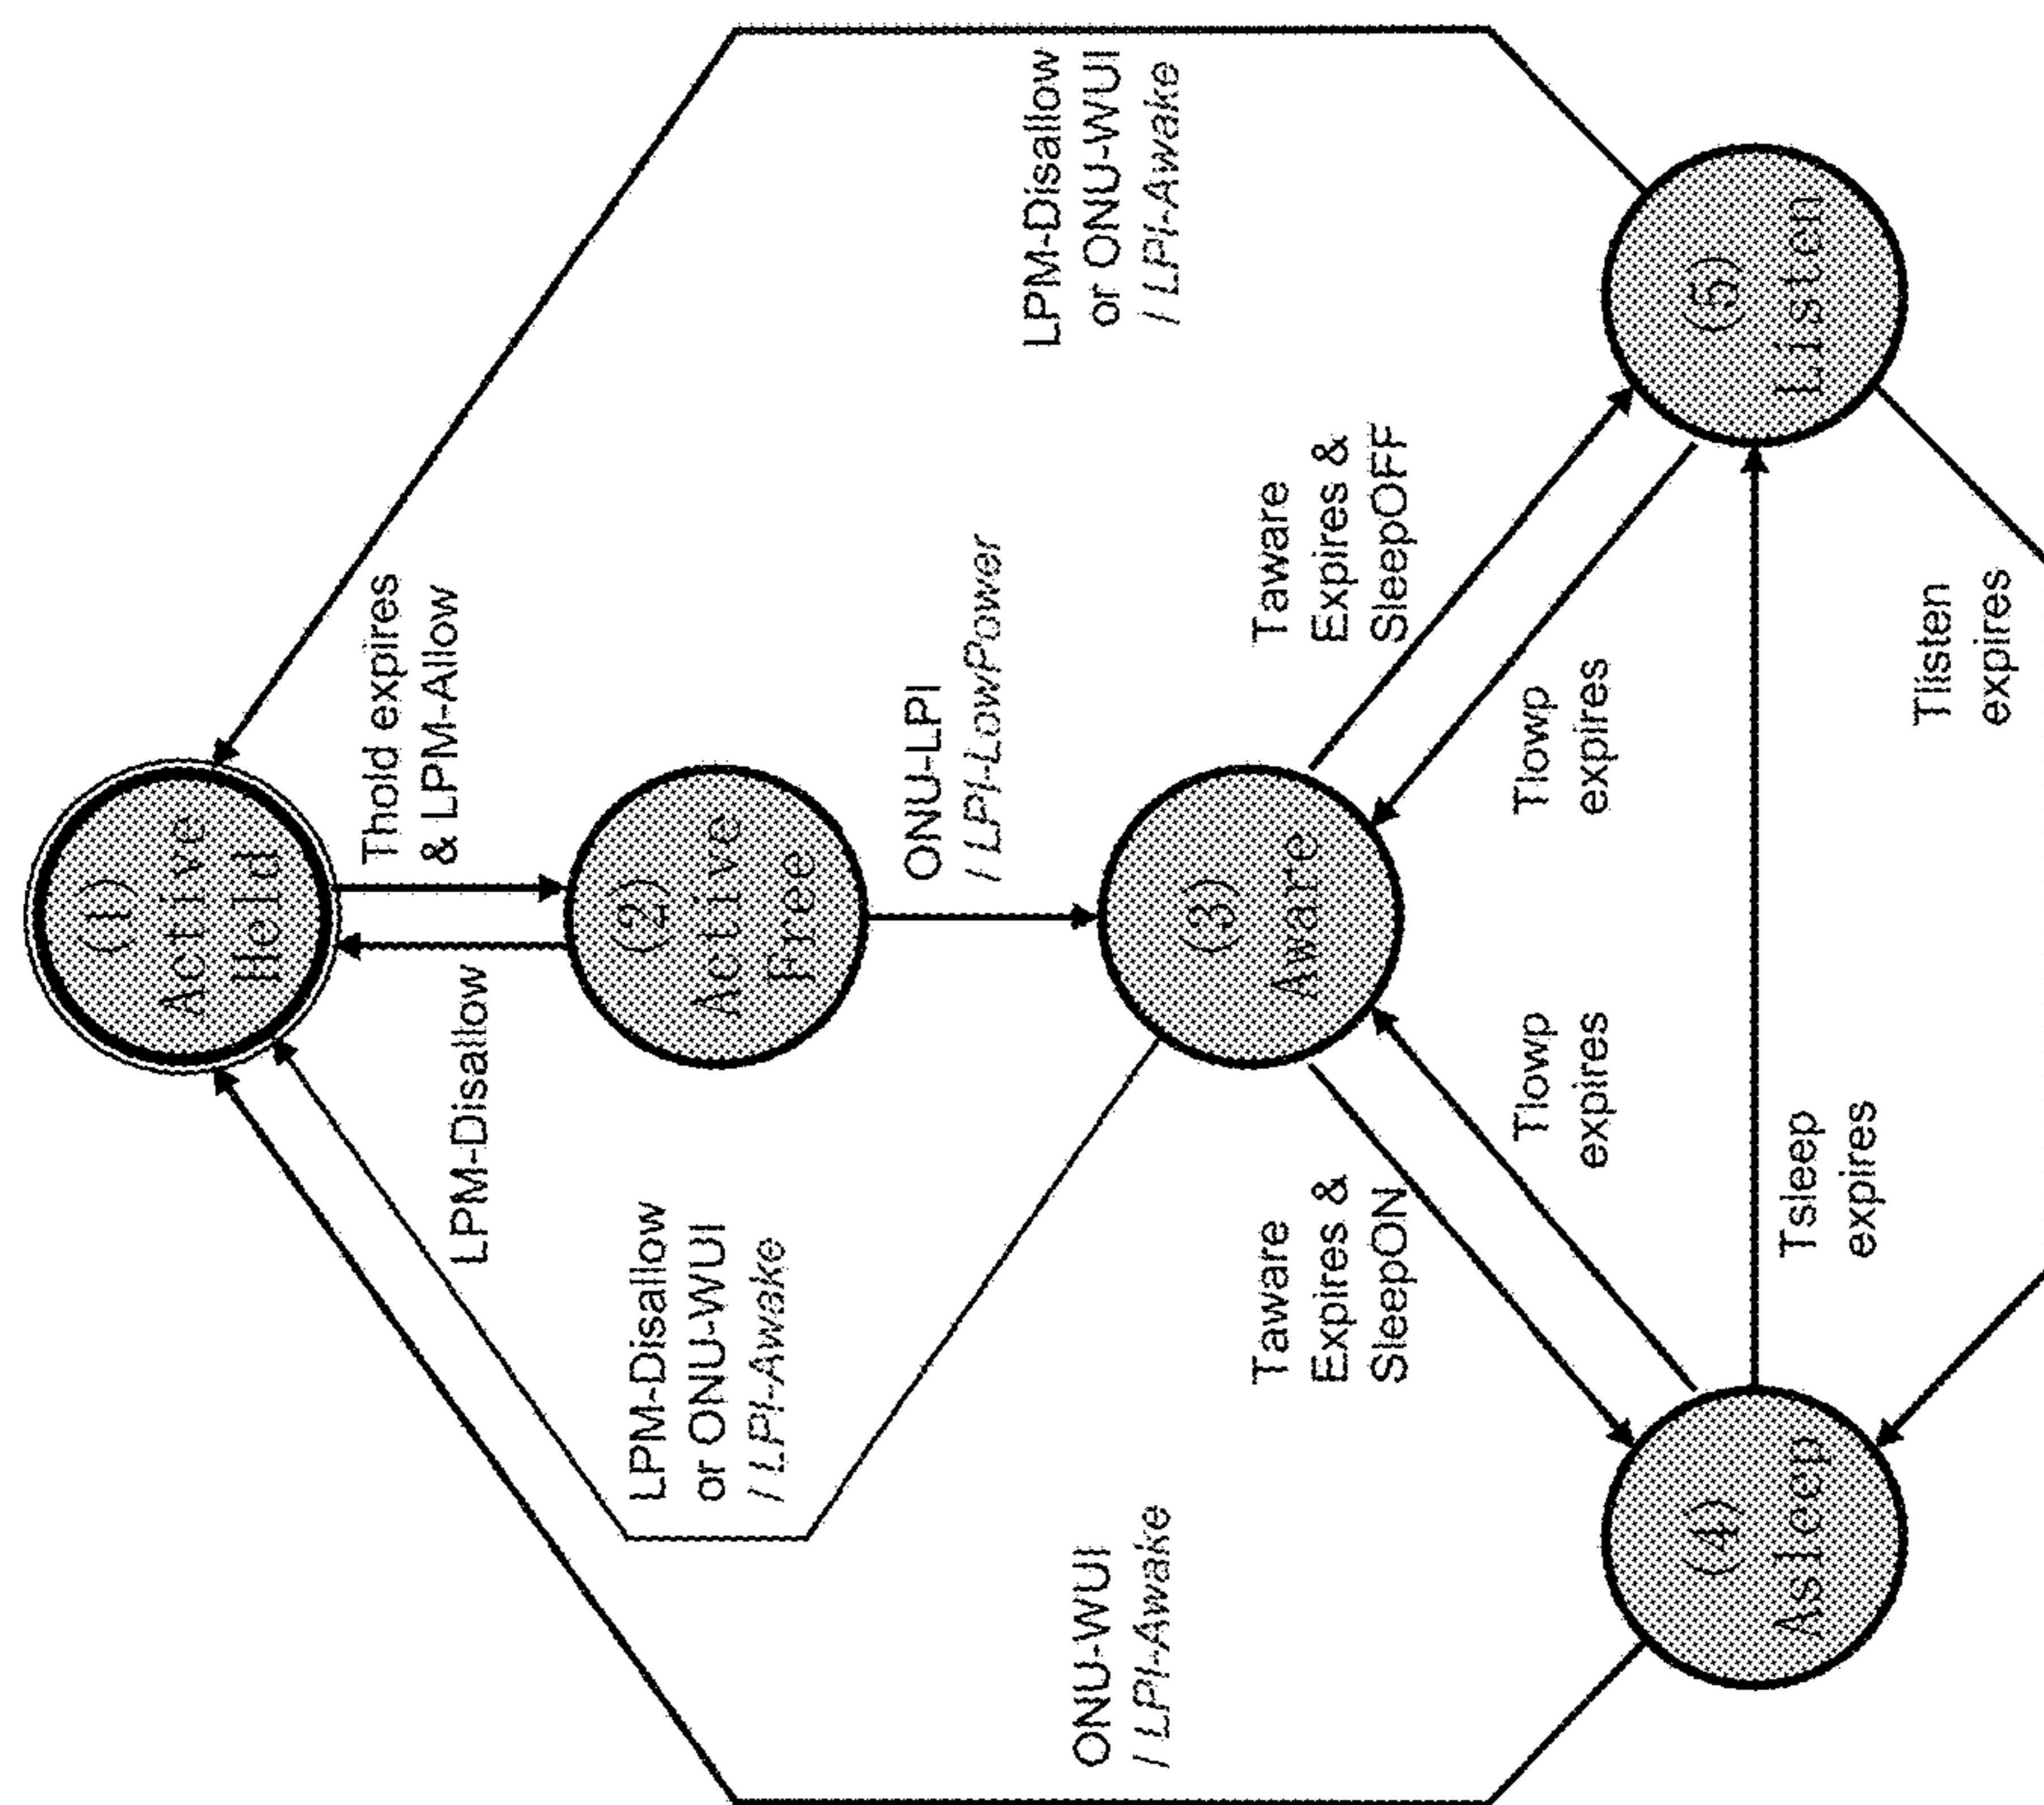 (1)
Active
Held
Thold expires
& LPM-Allow
LPM-Disallow
(2)
Active
Free
LPM-Disallow
or ONU-WUI
/ LPI-Awake
ONU-LPI
/ LPI-LowPower
LPM-Disallow
or ONU-WUI
/ LPI-Awake
ONU-WUI
/ LPI-Awake
(3)
Aware
Taware
Expires &
SleepON
Taware
Expires &
SleepOFF
Tlowp
expires
Tlowp
expires
(4)
Asleep
(5)
Listen
Tsleep
expires
Tlisten
expires